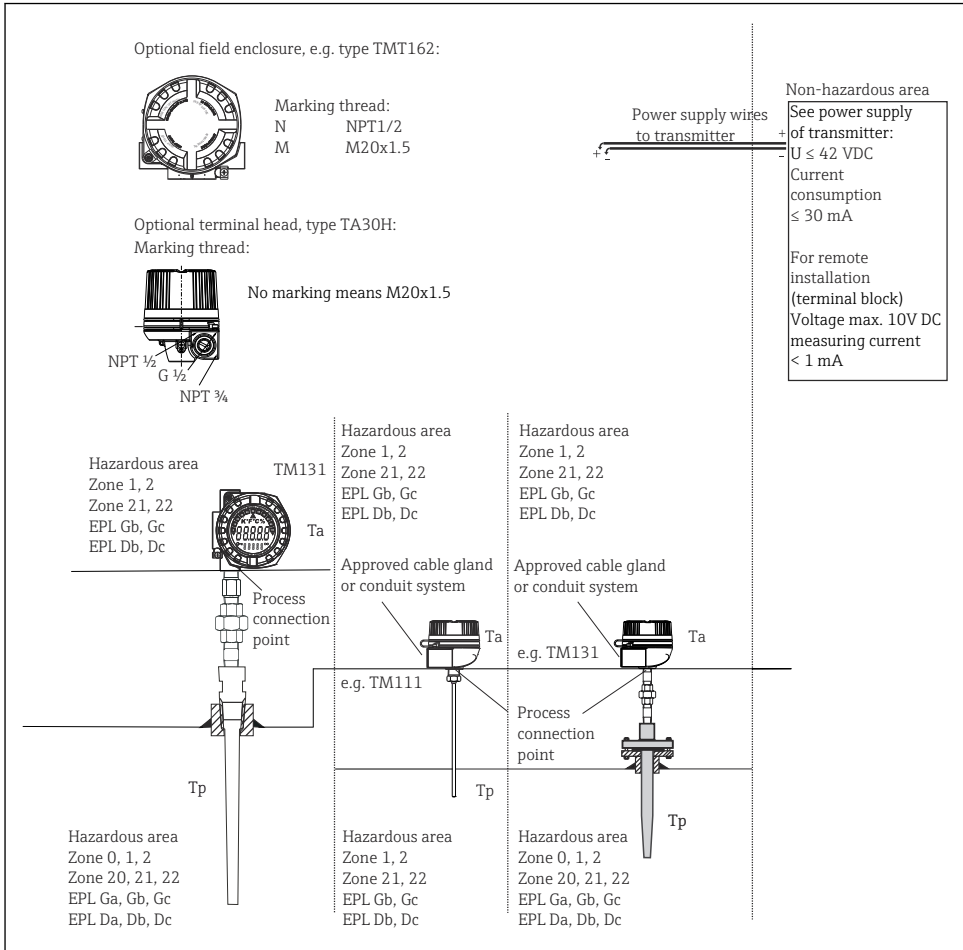 Optional field enclosure, e.g. type TMT162:
Marking thread:
N NPT1/2
M M20x1.5
Power supply wires
to transmitter
+
-
+
-
Non-hazardous area
See power supply
of transmitter:
U ≤ 42 VDC
Current
consumption
≤ 30 mA
For remote
installation
(terminal block)
Voltage max. 10V DC
measuring current
< 1 mA
Optional terminal head, type TA30H:
Marking thread:
No marking means M20x1.5
NPT ½
G ½
NPT ¾
Hazardous area
Zone 1, 2
Zone 21, 22
EPL Gb, Gc
EPL Db, Dc
TM131
Ta
Process
connection
point
Tp
Hazardous area
Zone 0, 1, 2
Zone 20, 21, 22
EPL Ga, Gb, Gc
EPL Da, Db, Dc
Hazardous area
Zone 1, 2
Zone 21, 22
EPL Gb, Gc
EPL Db, Dc
Approved cable gland
or conduit system
Ta
e.g. TM111
Process
connection
point
Tp
Hazardous area
Zone 1, 2
Zone 21, 22
EPL Gb, Gc
EPL Db, Dc
Hazardous area
Zone 1, 2
Zone 21, 22
EPL Gb, Gc
EPL Db, Dc
Approved cable gland
or conduit system
Ta
e.g. TM131
Tp
Hazardous area
Zone 0, 1, 2
Zone 20, 21, 22
EPL Ga, Gb, Gc
EPL Da, Db, Dc